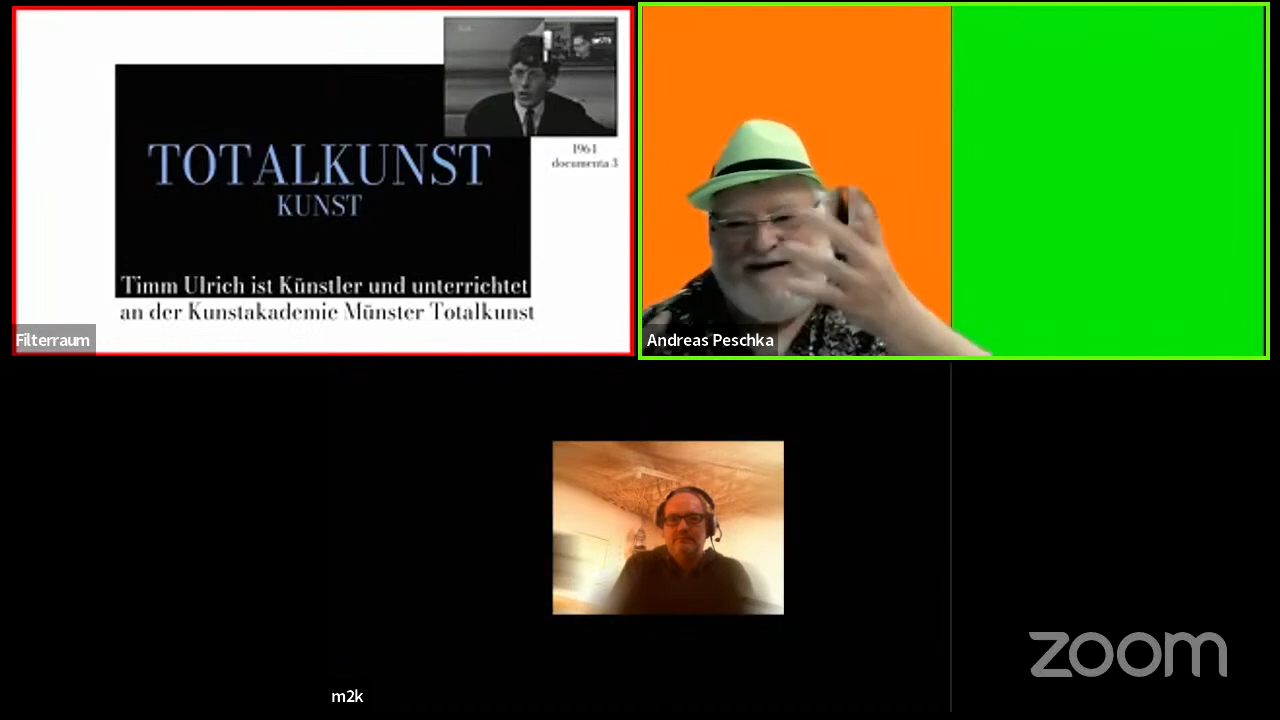 TOTALKUNST
KUNST
1964
documenta 3
Timm Ulrich ist Künstler und unterrichtet
an der Kunstakademie Münster Totalkunst
Filterraum
Andreas Peschka
m2k
zoom